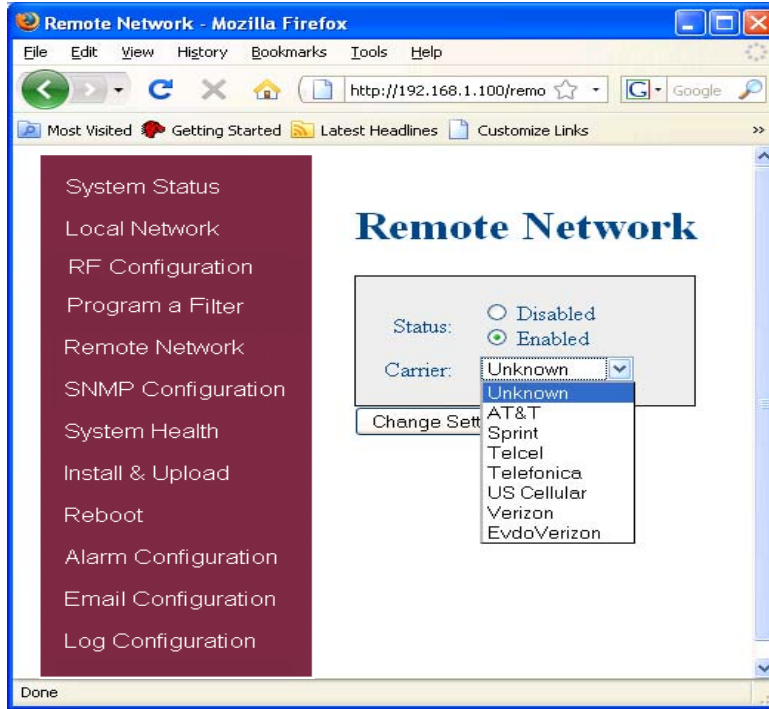 Remote Network - Mozilla Firefox
File Edit View History Bookmarks Tools Help
http://192.168.1.100/remo G Google
Most Visited Getting Started Latest Headlines Customize Links »
System Status
Local Network
RF Configuration
Program a Filter
Remote Network
SNMP Configuration
System Health
Install & Upload
Reboot
Alarm Configuration
Email Configuration
Log Configuration
Remote Network
Status: Disabled
Enabled
Carrier: Unknown
Unknown
AT&T
Sprint
Telcel
Telefonica
US Cellular
Verizon
EvdoVerizon
Change Sett
Done